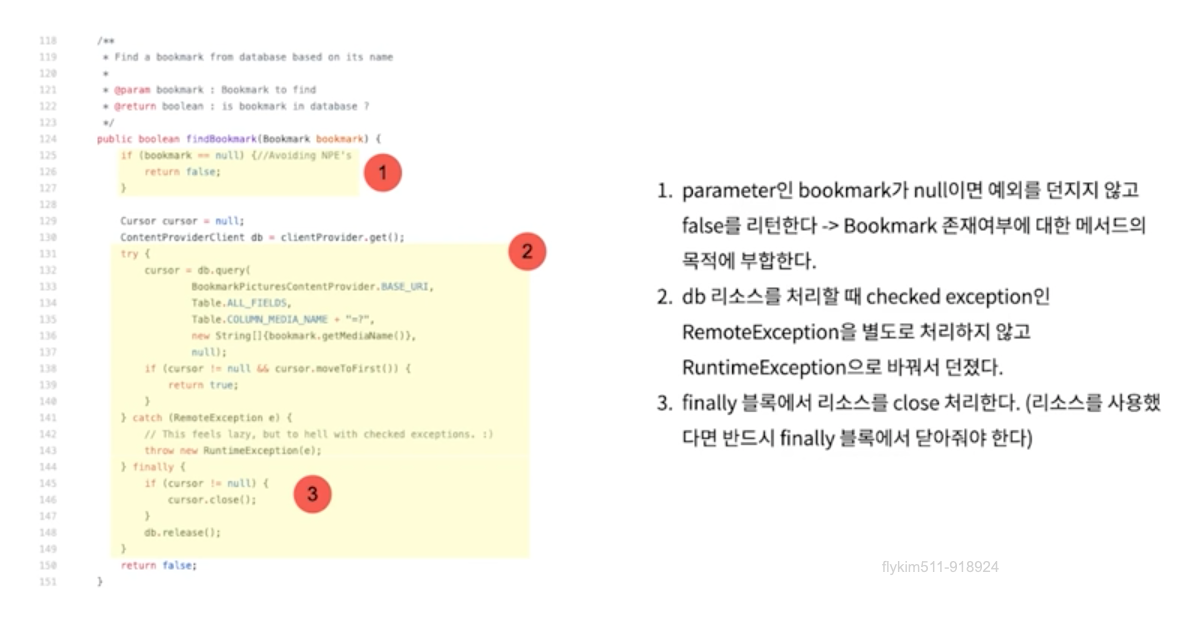 118 /**
119 * Find a bookmark from database based on its name
120 *
121 * @param bookmark : Bookmark to find
122 * @return boolean : is bookmark in database ?
123 */
124 public boolean findBookmark(Bookmark bookmark) {
125 if (bookmark == null) {//Avoiding NPE's
126 return false;
127 }
1
128
129 Cursor cursor = null;
130 ContentProviderClient db = clientProvider.get();
2
131 try {
132 cursor = db.query(
133 BookmarkPicturesContentProvider.BASE_URI,
134 Table.ALL_FIELDS,
135 Table.COLUMN_MEDIA_NAME + "=?",
136 new String[]{bookmark.getMediaName()},
137 null);
138 if (cursor != null && cursor.moveToFirst()) {
139 return true;
140 }
141 } catch (RemoteException e) {
142 // This feels lazy, but to hell with checked exceptions. :)
143 throw new RuntimeException(e);
144 } finally {
145 if (cursor != null) {
146 cursor.close();
3
147 }
148 db.release();
149 }
150 return false;
151 }
1. parameter인 bookmark가 null이면 예외를 던지지 않고
false를 리턴한다 -> Bookmark 존재여부에 대한 메서드의
목적에 부합한다.
2. db 리소스를 처리할 때 checked exception인
RemoteException을 별도로 처리하지 않고
RuntimeException으로 바꿔서 던졌다.
3. finally 블록에서 리소스를 close 처리한다. (리소스를 사용했
다면 반드시 finally 블록에서 닫아줘야 한다)
flykim511-918924